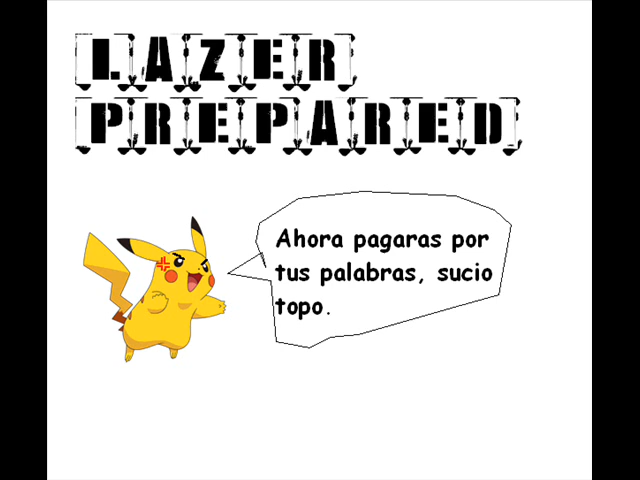 LAZER
PREPARED
Ahora pagaras por
tus palabras, sucio
topo.